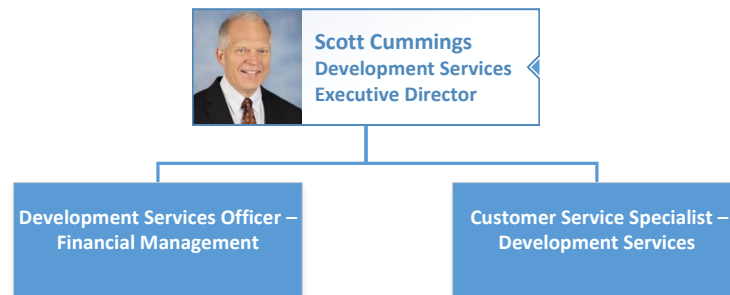 Scott Cummings
Development Services
Executive Director
Development Services Officer –
Financial Management
Customer Service Specialist –
Development Services